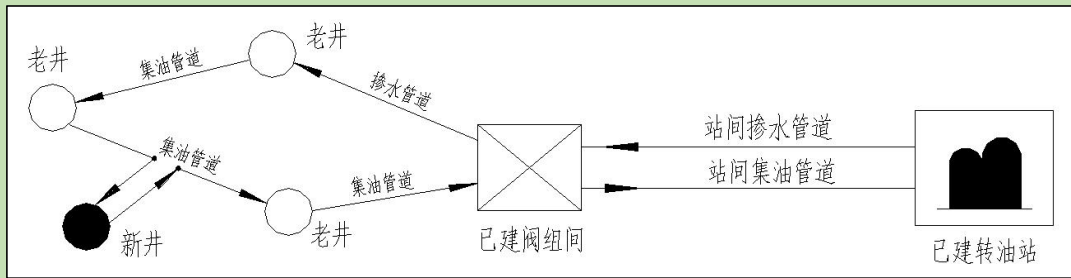 老井
集油管道
老井
掺水管道
集油管道
新井
老井
集油管道
已建阀组间
站间掺水管道
站间集油管道
已建转油站